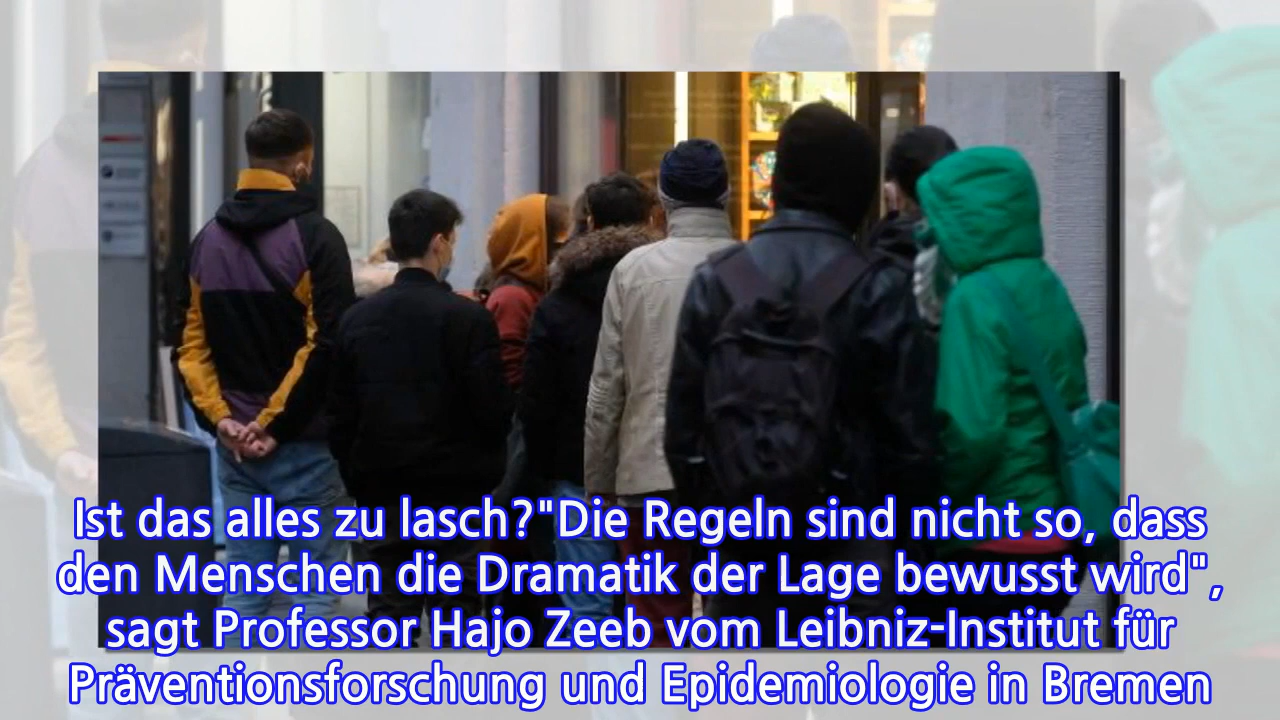 Ist das alles zu lasch?"Die Regeln sind nicht so, dass
den Menschen die Dramatik der Lage bewusst wird",
sagt Professor Hajo Zeeb vom Leibniz-Institut für
Präventionsforschung und Epidemiologie in Bremen